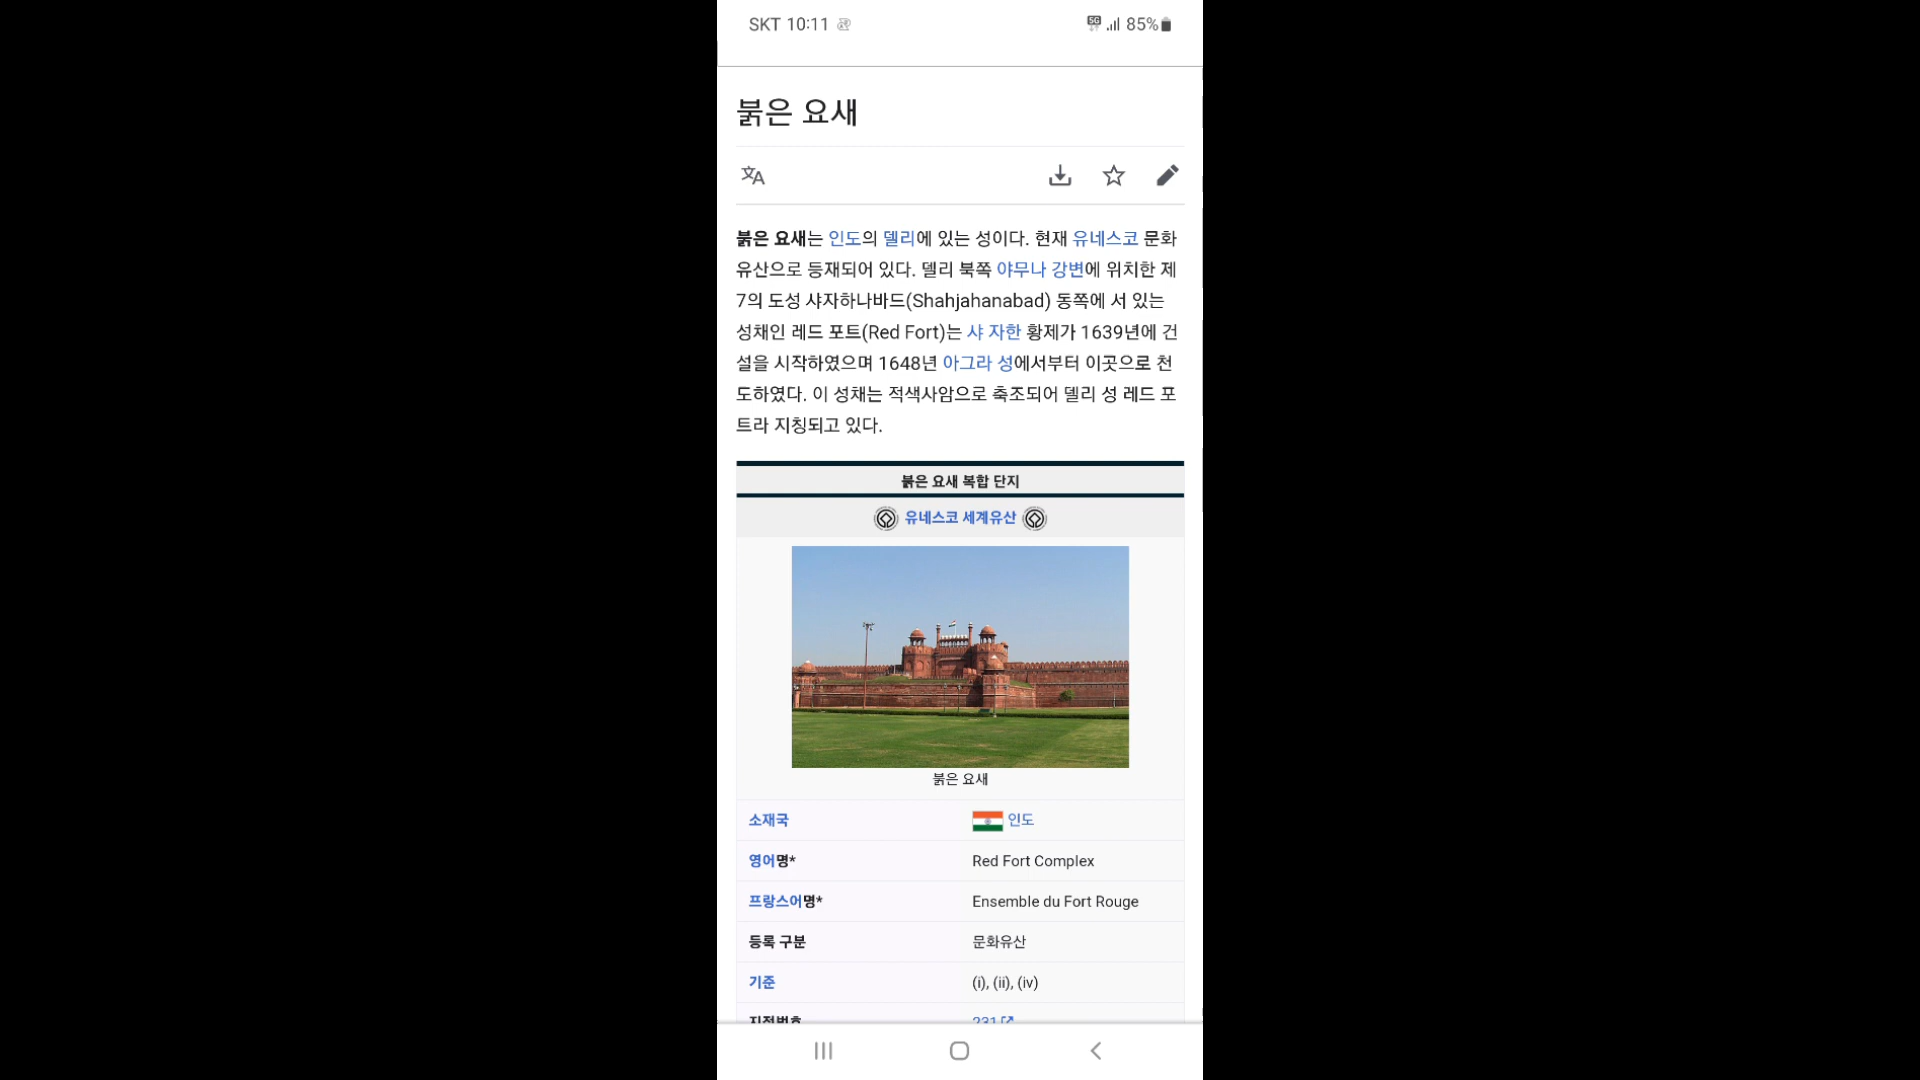 SKT 10:11
5G 85%
붉은 요새
붉은 요새는 인도의 델리에 있는 성이다. 현재 유네스코 문화
유산으로 등재되어 있다. 델리 북쪽 야무나 강변에 위치한 제
7의 도성 샤자하나바드(Shahjahanabad) 동쪽에 서 있는
성채인 레드 포트(Red Fort)는 샤 자한 황제가 1639년에 건
설을 시작하였으며 1648년 아그라 성에서부터 이곳으로 천
도하였다. 이 성채는 적색사암으로 축조되어 델리 성 레드 포
트라 지칭되고 있다.
붉은 요새 복합 단지
유네스코 세계유산
붉은 요새
소재국 인도
영어명* Red Fort Complex
프랑스어명* Ensemble du Fort Rouge
등록 구분 문화유산
기준 (i), (ii), (iv)
지정번호 231